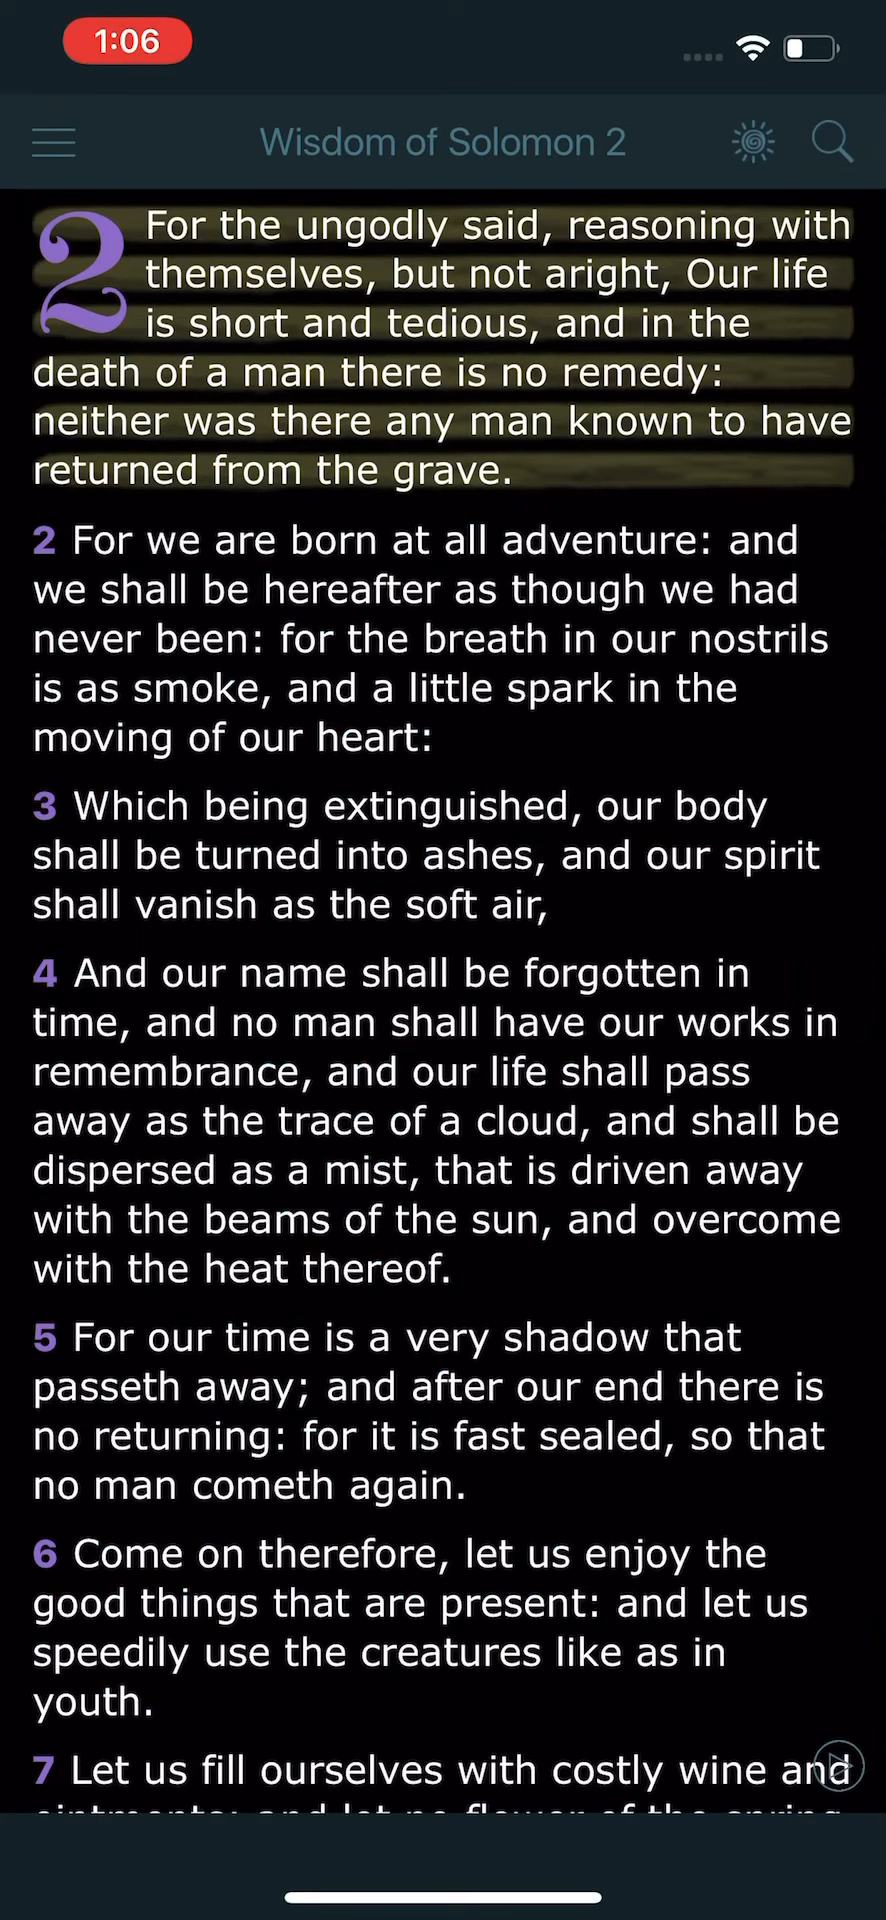 1:06
Wisdom of Solomon 2
2 For the ungodly said, reasoning with
themselves, but not aright, Our life
is short and tedious, and in the
death of a man there is no remedy:
neither was there any man known to have
returned from the grave.
2 For we are born at all adventure: and
we shall be hereafter as though we had
never been: for the breath in our nostrils
is as smoke, and a little spark in the
moving of our heart:
3 Which being extinguished, our body
shall be turned into ashes, and our spirit
shall vanish as the soft air,
4 And our name shall be forgotten in
time, and no man shall have our works in
remembrance, and our life shall pass
away as the trace of a cloud, and shall be
dispersed as a mist, that is driven away
with the beams of the sun, and overcome
with the heat thereof.
5 For our time is a very shadow that
passeth away; and after our end there is
no returning: for it is fast sealed, so that
no man cometh again.
6 Come on therefore, let us enjoy the
good things that are present: and let us
speedily use the creatures like as in
youth.
7 Let us fill ourselves with costly wine and